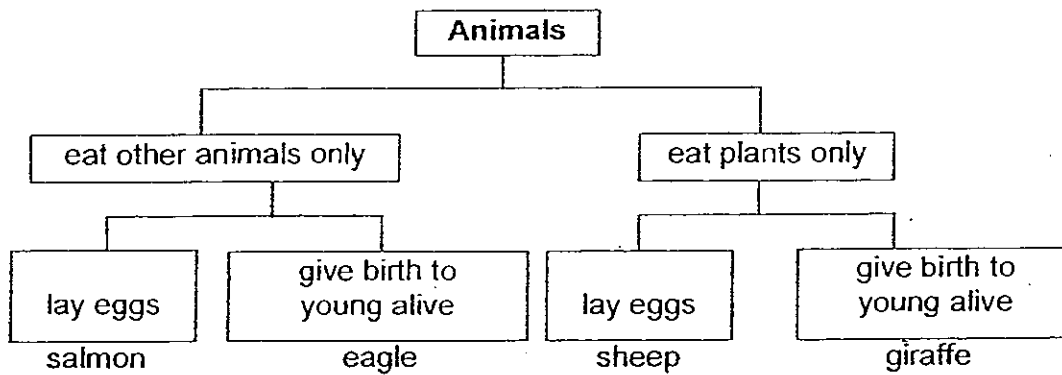 Animals
eat other animals only
eat plants only
lay eggs
give birth to
young alive
lay eggs
give birth to
young alive
salmon
eagle
sheep
giraffe